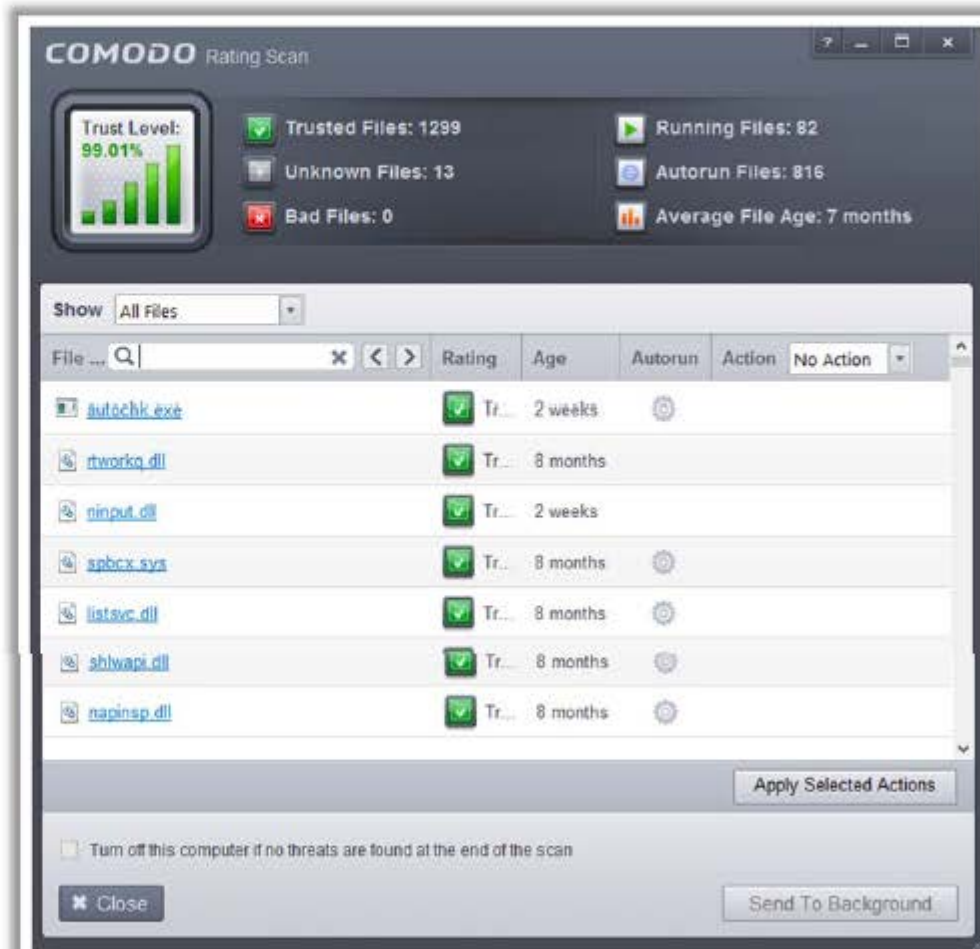 COMODO Rating Scan
?
Trust Level:
99.01%
Trusted Files: 1299
Unknown Files: 13
Bad Files: 0
Running Files: 82
Autorun Files: 816
Average File Age: 7 months
Show All Files
File ... Rating Age Autorun Action No Action
autochk.exe Tr... 2 weeks
rtworkq.dll Tr... 8 months
ninput.dll Tr... 2 weeks
spbcx.sys Tr... 8 months
listsvc.dll Tr... 8 months
shlwapi.dll Tr... 8 months
napinsp.dll Tr... 8 months
Apply Selected Actions
Turn off this computer if no threats are found at the end of the scan
Close
Send To Background